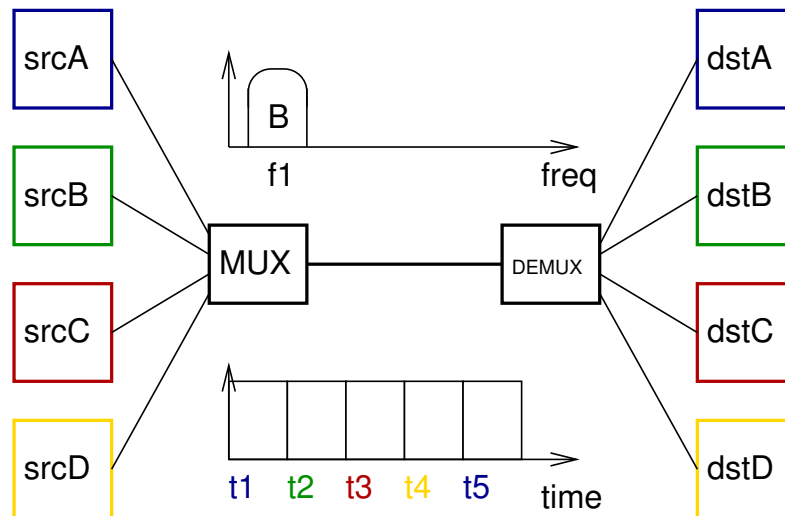 srcA
dstA
B
f1
freq
srcB
dstB
MUX
DEMUX
srcC
dstC
srcD
dstD
t1 t2 t3 t4 t5
time